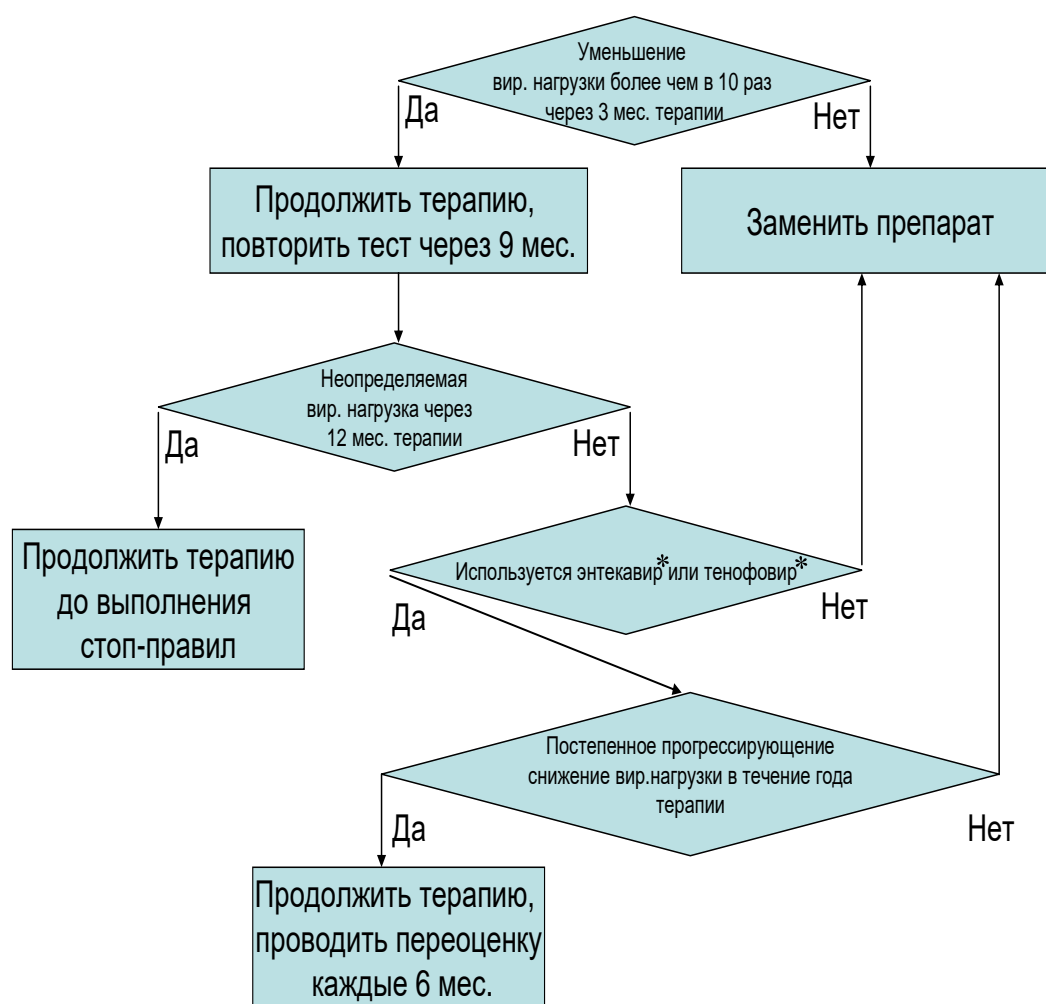 Уменьшение
вир. нагрузки более чем в 10 раз
через 3 мес. терапии
Да
Нет
Продолжить терапию,
повторить тест через 9 мес.
Заменить препарат
Неопределяемая
вир. нагрузка через
12 мес. терапии
Да
Нет
Продолжить терапию
до выполнения
стоп-правил
Используется энтекавир* или тенофовир*
Да
Нет
Постепенное прогрессирующее
снижение вир.нагрузки в течение года
терапии
Да
Нет
Продолжить терапию,
проводить переоценку
каждые 6 мес.